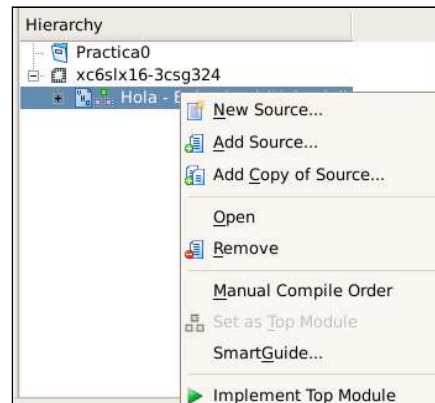 Hierarchy
Practica0
xc6slx16-3csg324
Hola -
New Source...
Add Source...
Add Copy of Source...
Open
Remove
Manual Compile Order
Set as Top Module
SmartGuide...
Implement Top Module